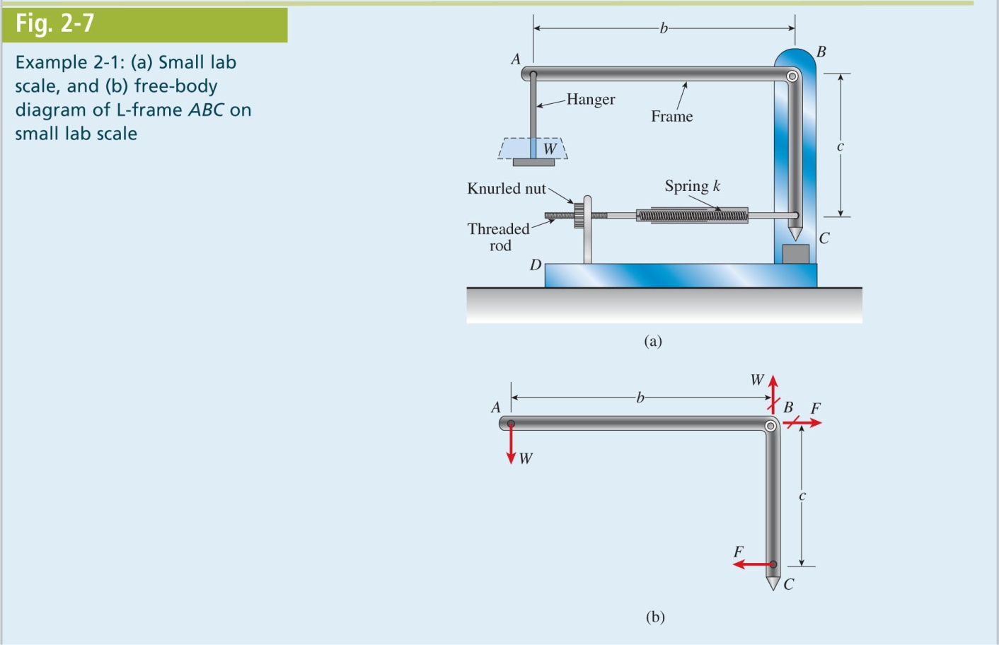 Fig. 2-7
Example 2-1: (a) Small lab
scale, and (b) free-body
diagram of L-frame ABC on
small lab scale
b
A
B
Hanger
Frame
W
c
Knurled nut
Spring k
Threaded
rod
C
D
(a)
W
b
A
B
F
W
c
F
C
(b)